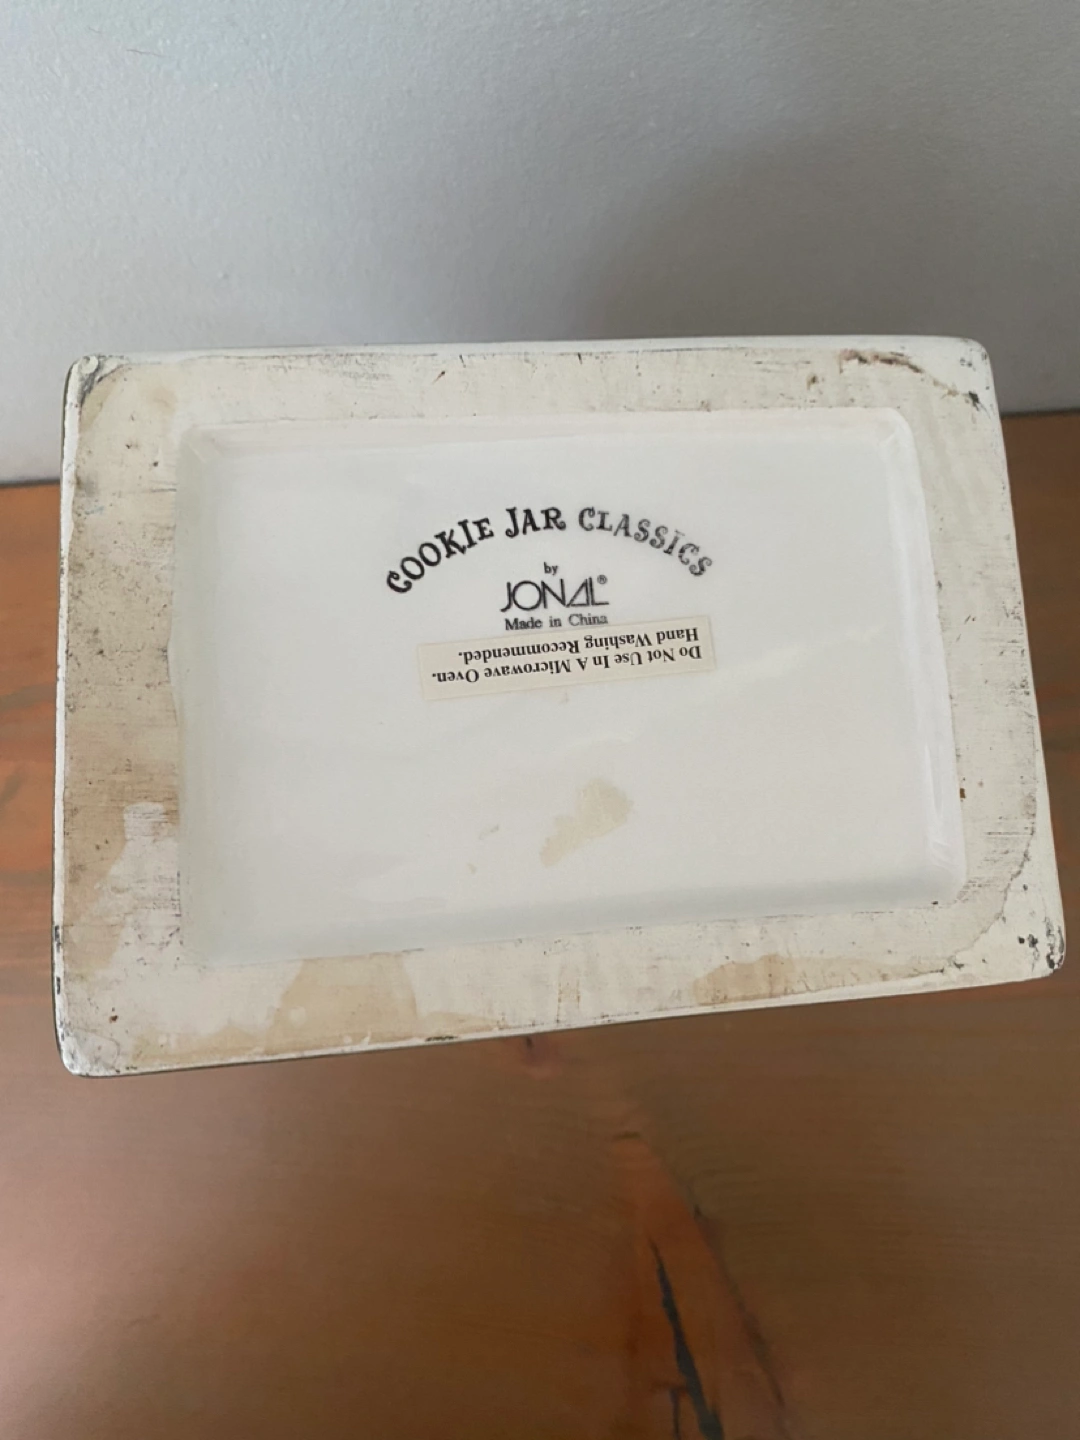 COOKIE JAR CLASSICS
by
JONAL®
Made in China
Do Not Use In A Microwave Oven.
Hand Washing Recommended.